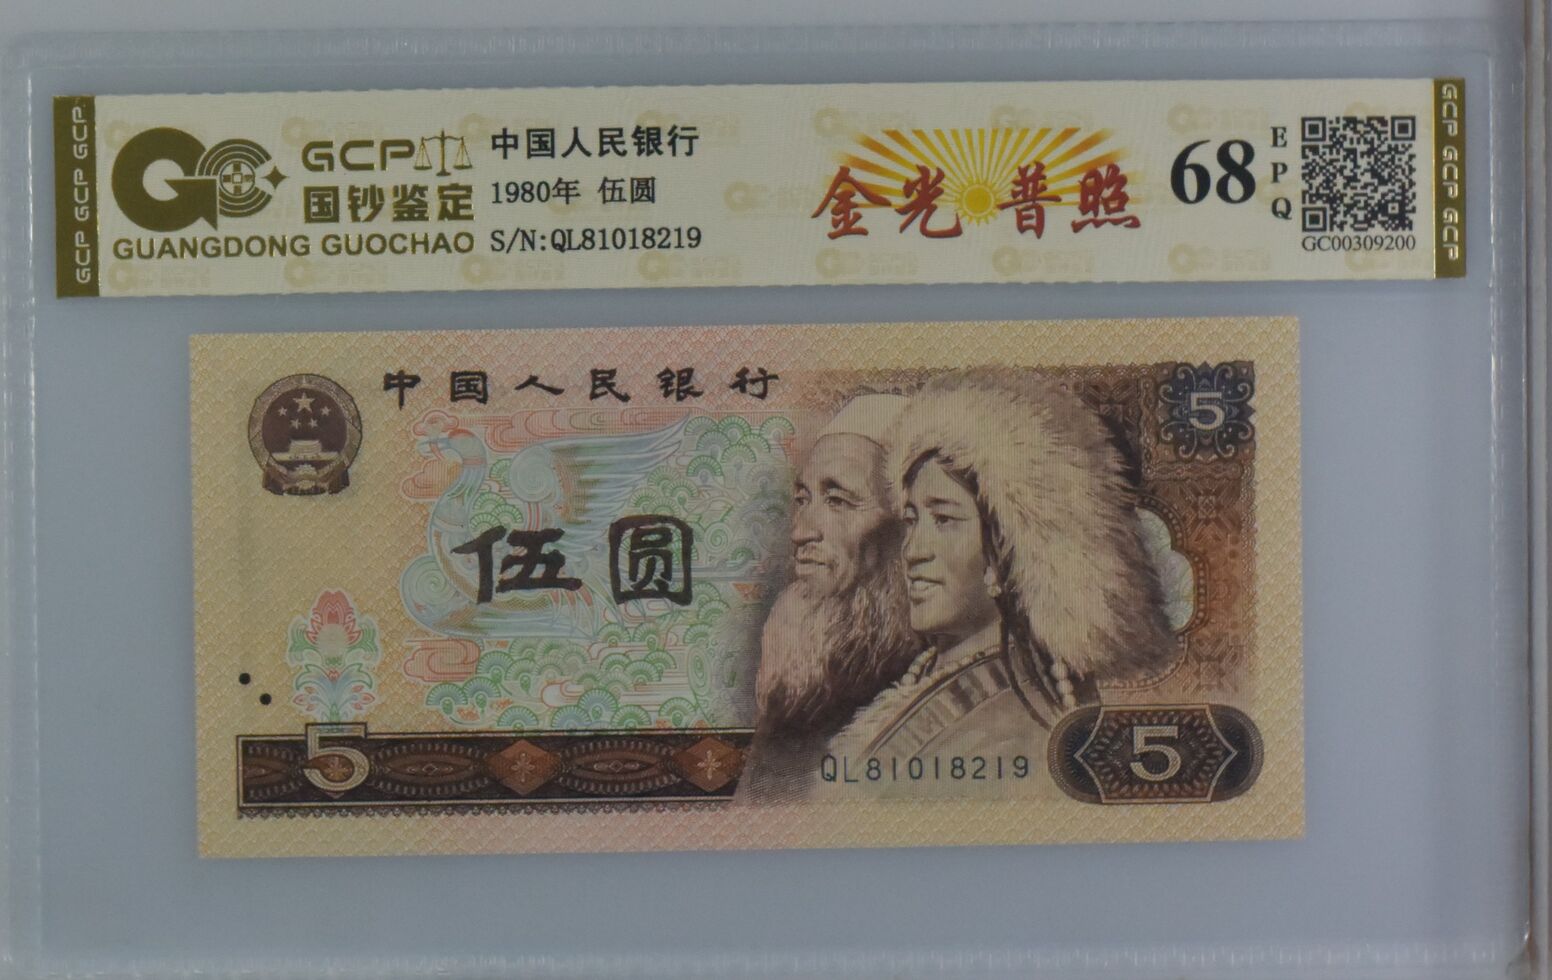 GCP GCP GCP
GCP
国钞鉴定
GUANGDONG GUOCHAO
中国人民银行
1980年 伍圆
S/N:QL81018219
金光普照
68
EPQ
GC00309200
GCP GCP GCP
中国人民银行
5
伍圆
5
QL81018219
5